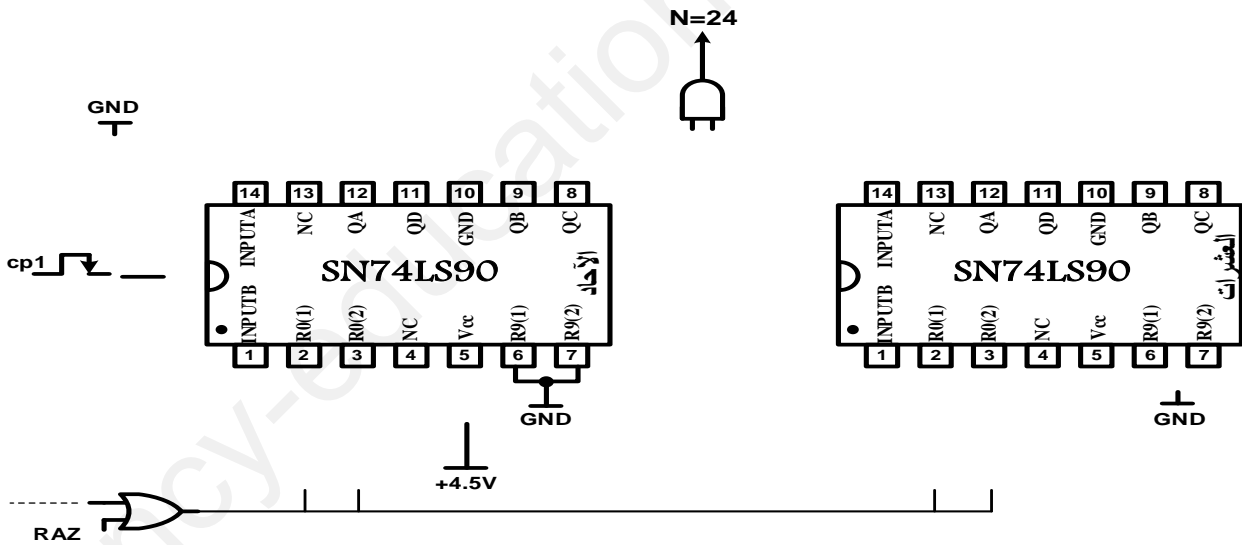 N=24
GND
14 13 12 11 10 9 8
INPUTA NC QA QD GND QB QC
cp1
SN74LS90
الآحاد
INPUTB R0(1) R0(2) NC Vcc R9(1) R9(2)
1 2 3 4 5 6 7
GND
+4.5V
14 13 12 11 10 9 8
INPUTA NC QA QD GND QB QC
SN74LS90
العشرات
INPUTB R0(1) R0(2) NC Vcc R9(1) R9(2)
1 2 3 4 5 6 7
GND
RAZ
ncy-education